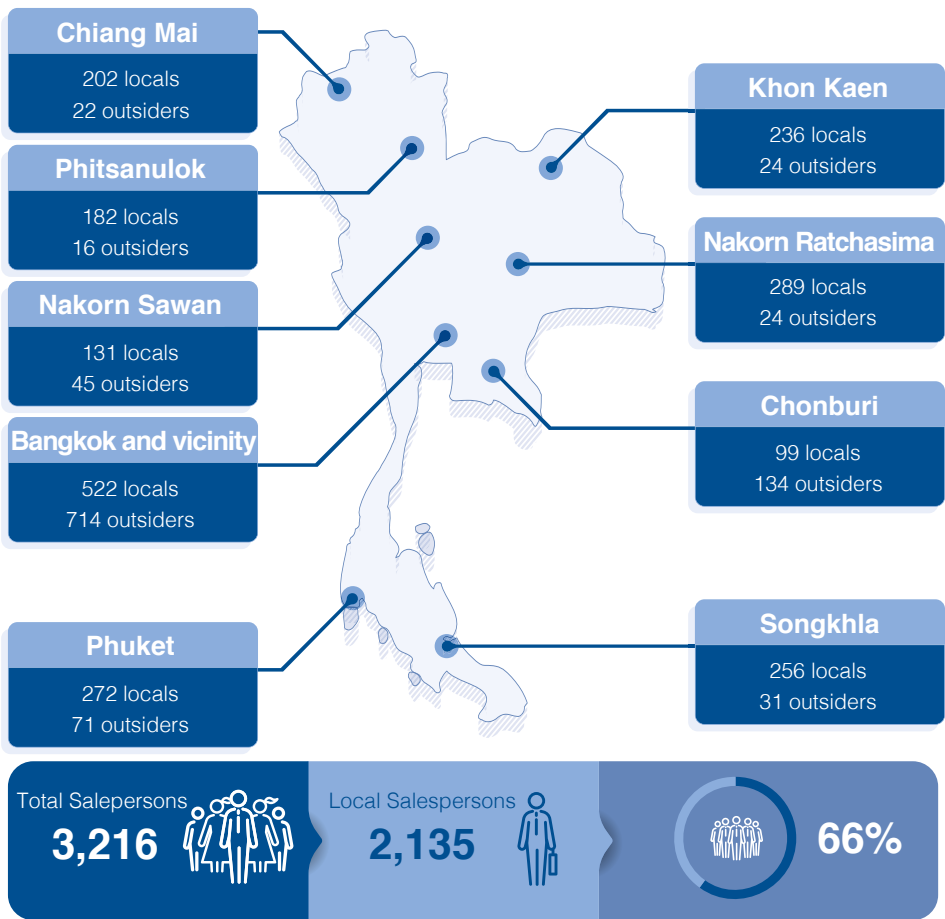 Chiang Mai
202 locals
22 outsiders
Phitsanulok
182 locals
16 outsiders
Nakorn Sawan
131 locals
45 outsiders
Bangkok and vicinity
522 locals
714 outsiders
Phuket
272 locals
71 outsiders
Khon Kaen
236 locals
24 outsiders
Nakorn Ratchasima
289 locals
24 outsiders
Chonburi
99 locals
134 outsiders
Songkhla
256 locals
31 outsiders
Total Salepersons
3,216
Local Salespersons
2,135
66%